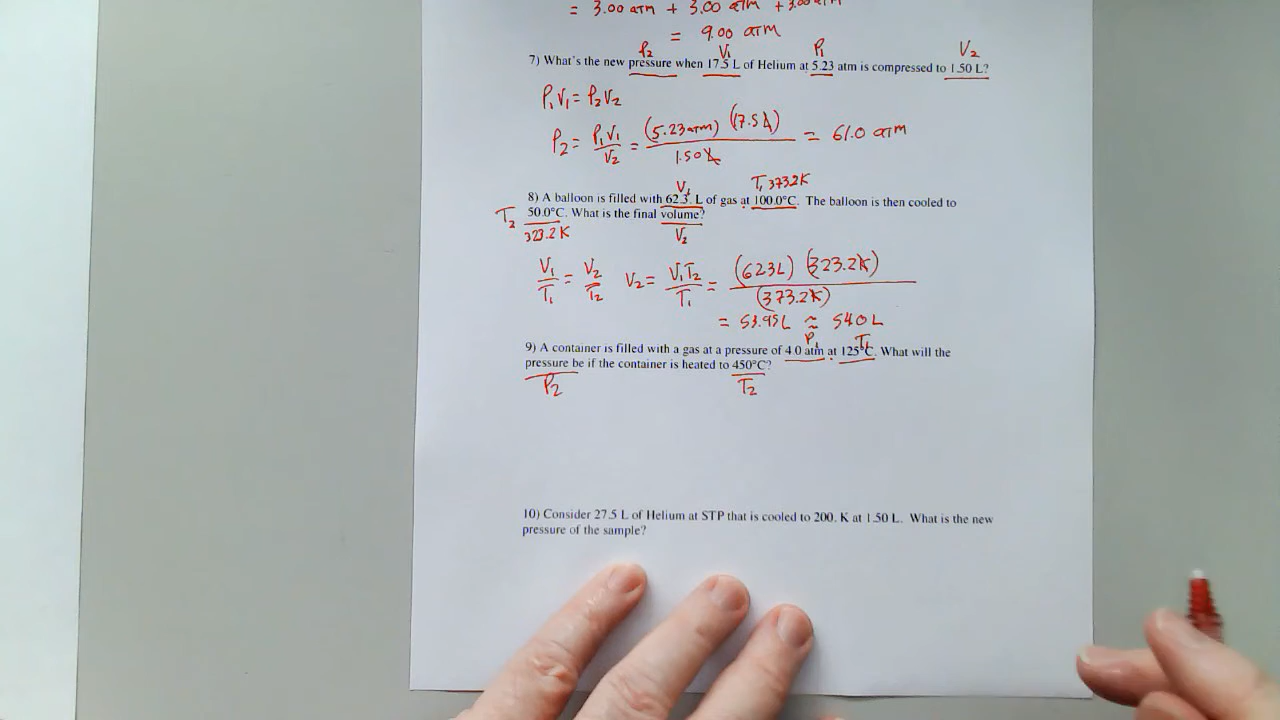 = 3.00 atm + 3.00 atm + 3.00 atm
= 9.00 atm
P2 V1 P1 V2
7) What's the new pressure when 17.5 L of Helium at 5.23 atm is compressed to 1.50 L?
P1V1 = P2V2
P2 = P1V1 / V2 = (5.23 atm) (17.5 L) / 1.50 L = 61.0 atm
V1 T1 373.2K
8) A balloon is filled with 62.3. L of gas at 100.0°C. The balloon is then cooled to
T2 50.0°C. What is the final volume?
323.2 K V2
V1 / T1 = V2 / T2 V2 = V1T2 / T1 = (62.3L) (323.2K) / (373.2K)
= 53.95L ≈ 54.0 L
P1 T1
9) A container is filled with a gas at a pressure of 4.0 atm at 125°C. What will the
pressure be if the container is heated to 450°C?
P2 T2
10) Consider 27.5 L of Helium at STP that is cooled to 200. K at 1.50 L. What is the new
pressure of the sample?